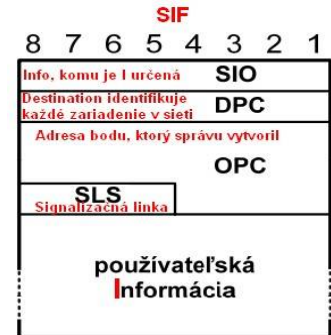 SIF
8 7 6 5 4 3 2 1
Info, komu je I určená SIO
Destination identifikuje
každé zariadenie v sieti DPC
Adresa bodu, ktorý správu vytvoril
OPC
SLS
Signalizačná linka
používateľská
Informácia